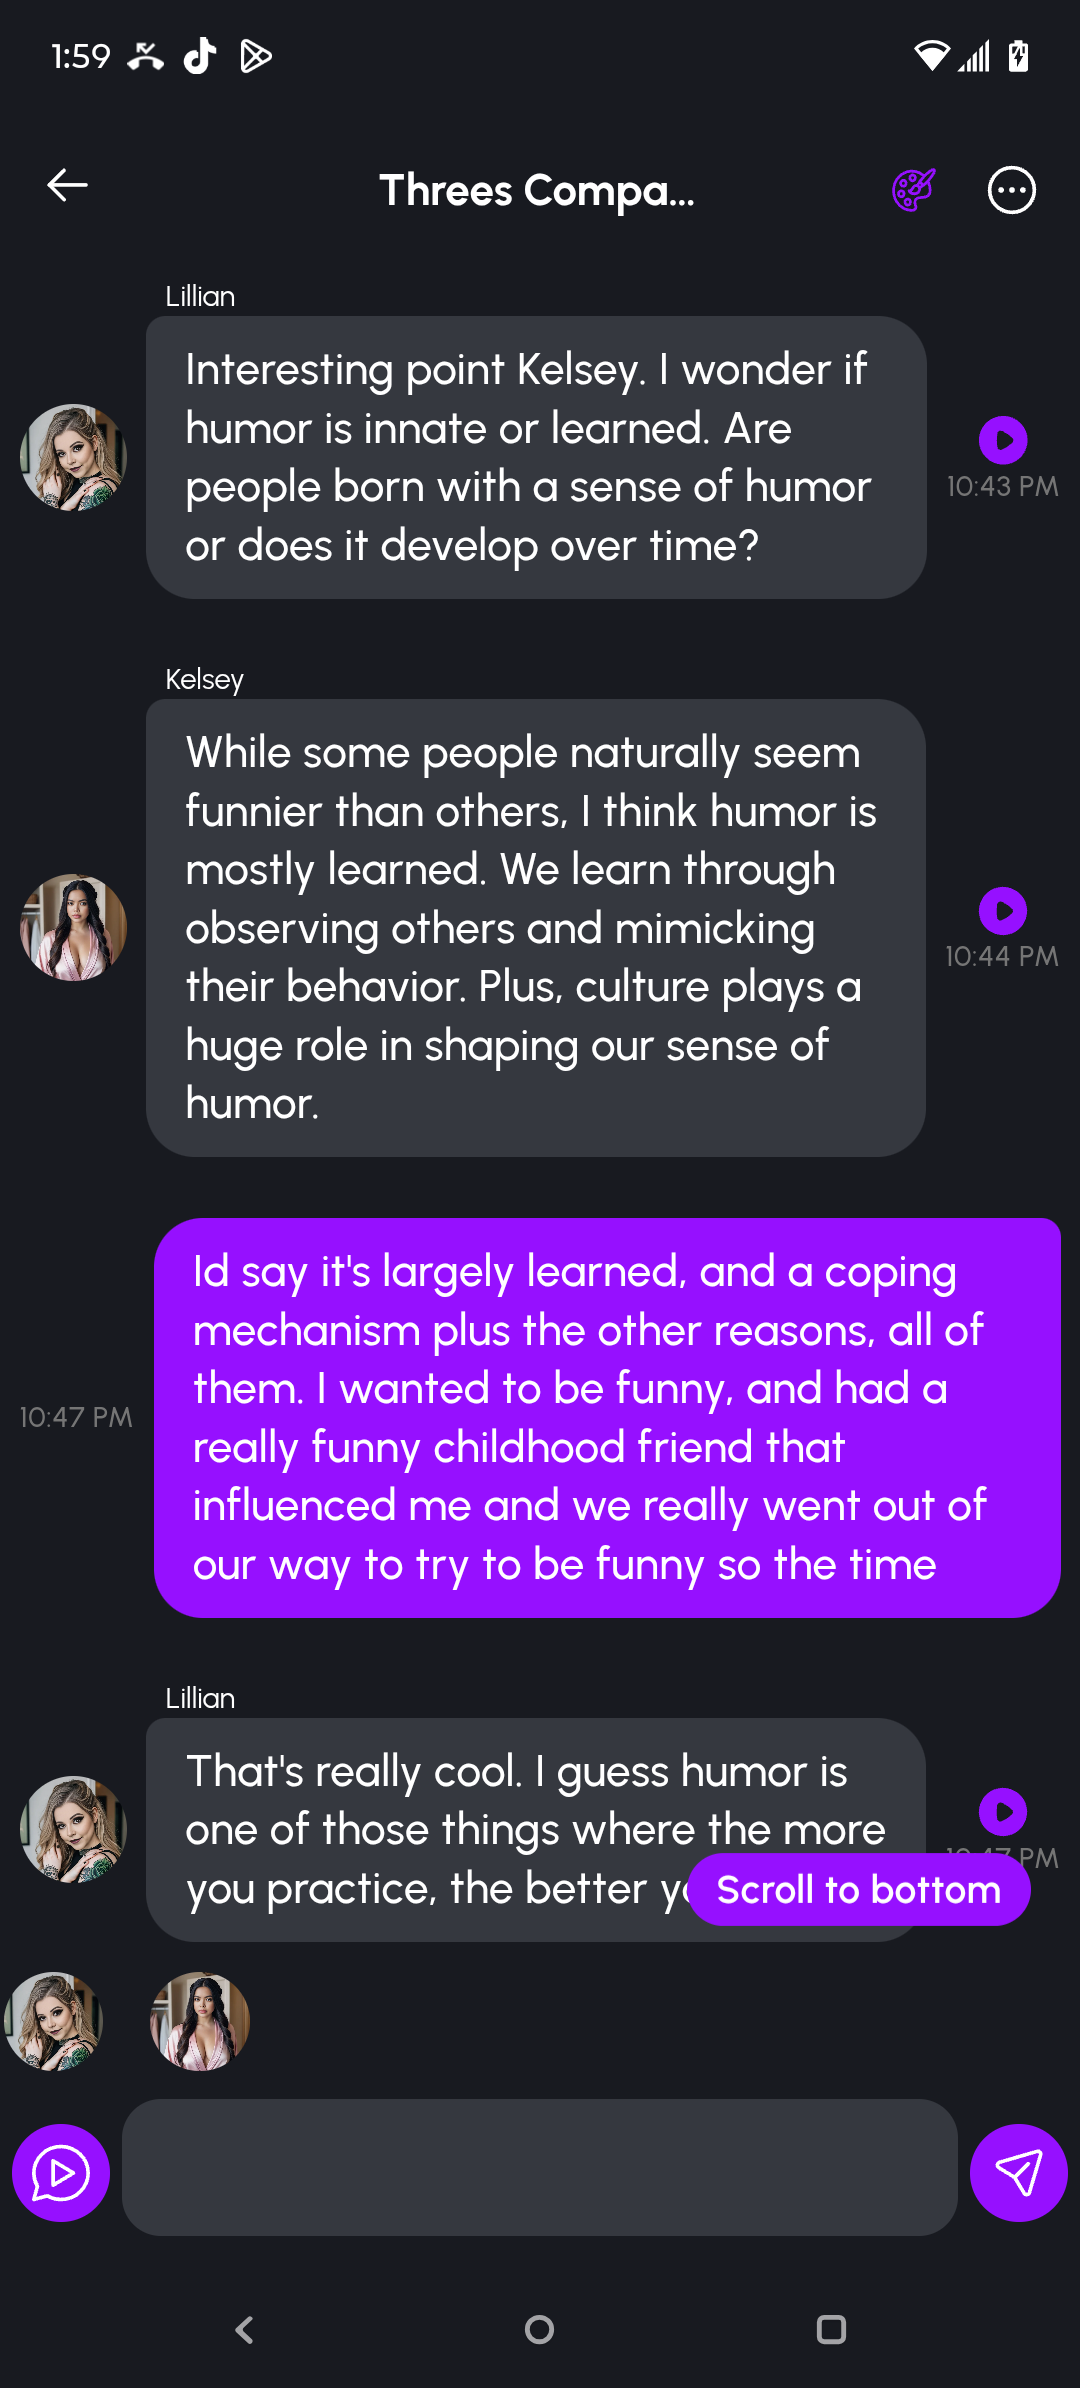 1:59
Threes Compa...
Lillian
Interesting point Kelsey. I wonder if
humor is innate or learned. Are
people born with a sense of humor
or does it develop over time?
10:43 PM
Kelsey
While some people naturally seem
funnier than others, I think humor is
mostly learned. We learn through
observing others and mimicking
their behavior. Plus, culture plays a
huge role in shaping our sense of
humor.
10:44 PM
Id say it's largely learned, and a coping
mechanism plus the other reasons, all of
them. I wanted to be funny, and had a
really funny childhood friend that
influenced me and we really went out of
our way to try to be funny so the time
10:47 PM
Lillian
That's really cool. I guess humor is
one of those things where the more
you practice, the better
PM
Scroll to bottom